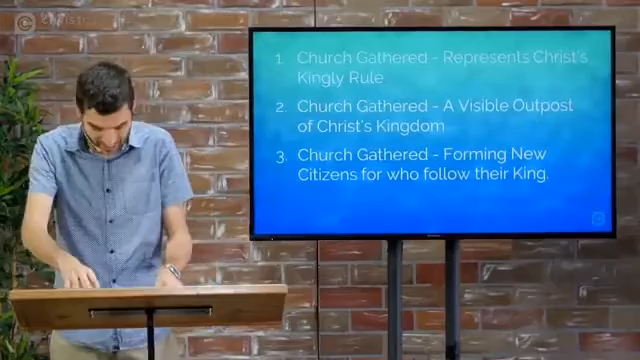 1. Church Gathered - Represents Christ's
Kingly Rule
2. Church Gathered - A Visible Outpost
of Christ's Kingdom
3. Church Gathered - Forming New
Citizens for who follow their King.